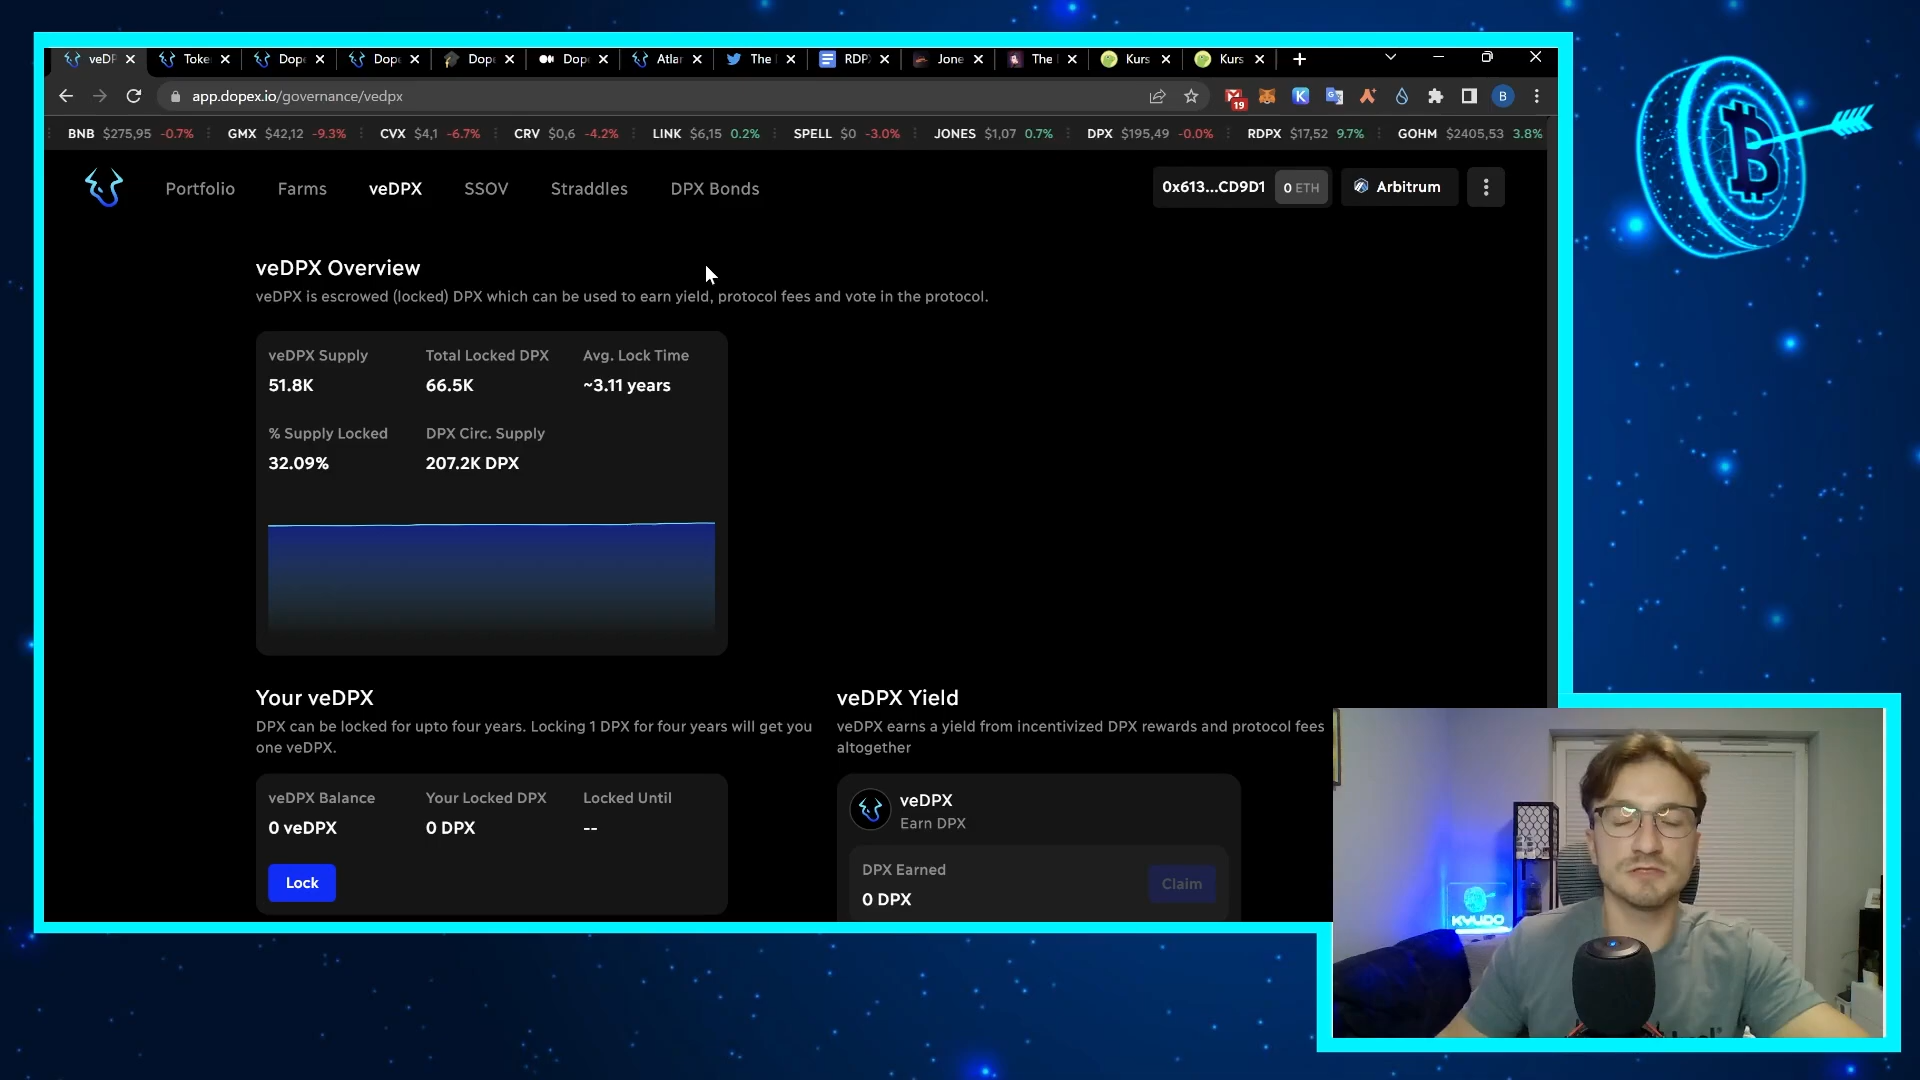 veDP
Toke
Dope
Dope
Dope
Dope
Atlar
The
RDP
Jone
The
Kurs
Kurs
app.dopex.io/governance/vedpx
19
K
B
BNB $275,95 -0.7%
GMX $42,12 -9.3%
CVX $4,1 -6.7%
CRV $0,6 -4.2%
LINK $6,15 0.2%
SPELL $0 -3.0%
JONES $1,07 0.7%
DPX $195,49 -0.0%
RDPX $17,52 9.7%
GOHM $2405,53 3.8%
Portfolio
Farms
veDPX
SSOV
Straddles
DPX Bonds
0x613...CD9D1
0 ETH
Arbitrum
veDPX Overview
veDPX is escrowed (locked) DPX which can be used to earn yield, protocol fees and vote in the protocol.
veDPX Supply
Total Locked DPX
Avg. Lock Time
51.8K
66.5K
~3.11 years
% Supply Locked
DPX Circ. Supply
32.09%
207.2K DPX
Your veDPX
DPX can be locked for upto four years. Locking 1 DPX for four years will get you
one veDPX.
veDPX Balance
Your Locked DPX
Locked Until
0 veDPX
0 DPX
--
Lock
veDPX Yield
veDPX earns a yield from incentivized DPX rewards and protocol fees
altogether
veDPX
Earn DPX
DPX Earned
0 DPX
Claim
KYUDO